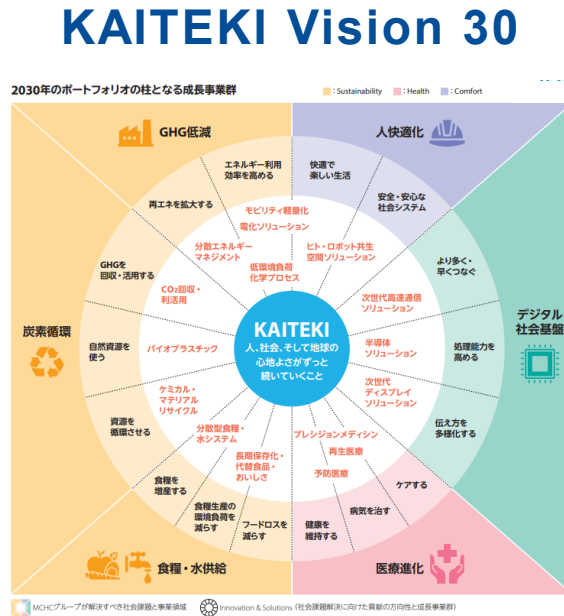 KAITEKI Vision 30
2030年のポートフォリオの柱となる成長事業群
: Sustainability
: Health
: Comfort
GHG低減
人快適化
エネルギー利用
効率を高める
快適で
楽しい生活
再エネを拡大する
安全・安心な
社会システム
モビリティ軽量化
電化ソリューション
分散エネルギー
マネジメント
ヒト・ロボット共生
空間ソリューション
低環境負荷
化学プロセス
GHGを
回収・活用する
より多く・
早くつなぐ
CO₂回収・
利活用
次世代高速通信
ソリューション
炭素循環
自然資源を
使う
バイオプラスチック
KAITEKI
人、社会、そして地球の
心地よさがずっと
続いていくこと
半導体
ソリューション
処理能力を
高める
デジタル
社会基盤
ケミカル・
マテリアル
リサイクル
次世代
ディスプレイ
ソリューション
資源を
循環させる
伝え方を
多様化する
分散型食糧・
水システム
プレシジョンメディシン
再生医療
予防医療
長期保存化・
代替食品・
おいしさ
食糧を
増産する
ケアする
食糧生産の
環境負荷を
減らす
フードロスを
減らす
健康を
維持する
病気を治す
食糧・水供給
医療進化
MCHCグループが解決すべき社会課題と事業領域
Innovation & Solutions（社会課題解決に向けた貢献の方向性と成長事業群）